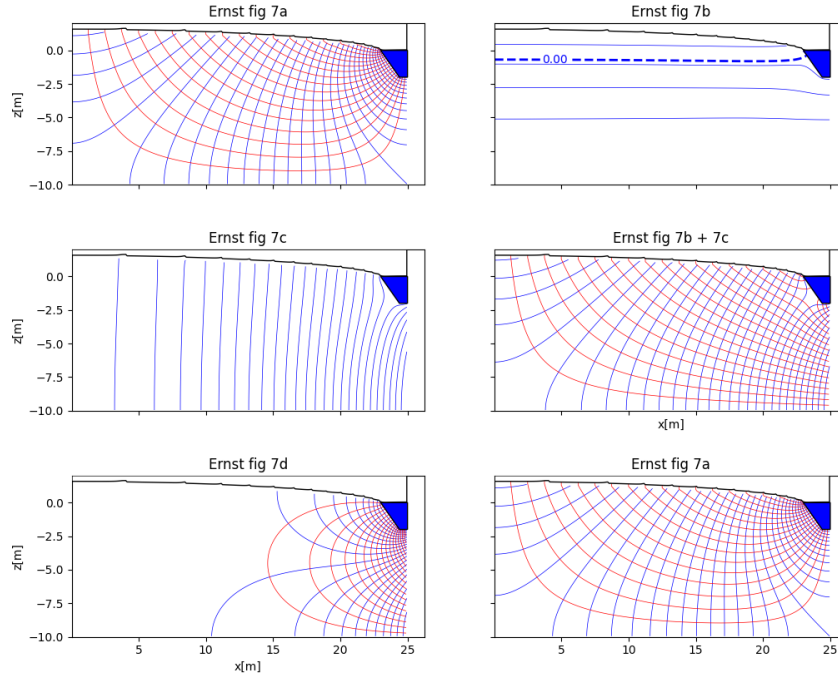 Ernst fig 7a
Ernst fig 7b
z[m]
0.0
−2.5
−5.0
−7.5
−10.0
0.00
Ernst fig 7c
Ernst fig 7b + 7c
z[m]
0.0
−2.5
−5.0
−7.5
−10.0
x[m]
Ernst fig 7d
Ernst fig 7a
z[m]
0.0
−2.5
−5.0
−7.5
−10.0
5 10 15 20 25
5 10 15 20 25
x[m]